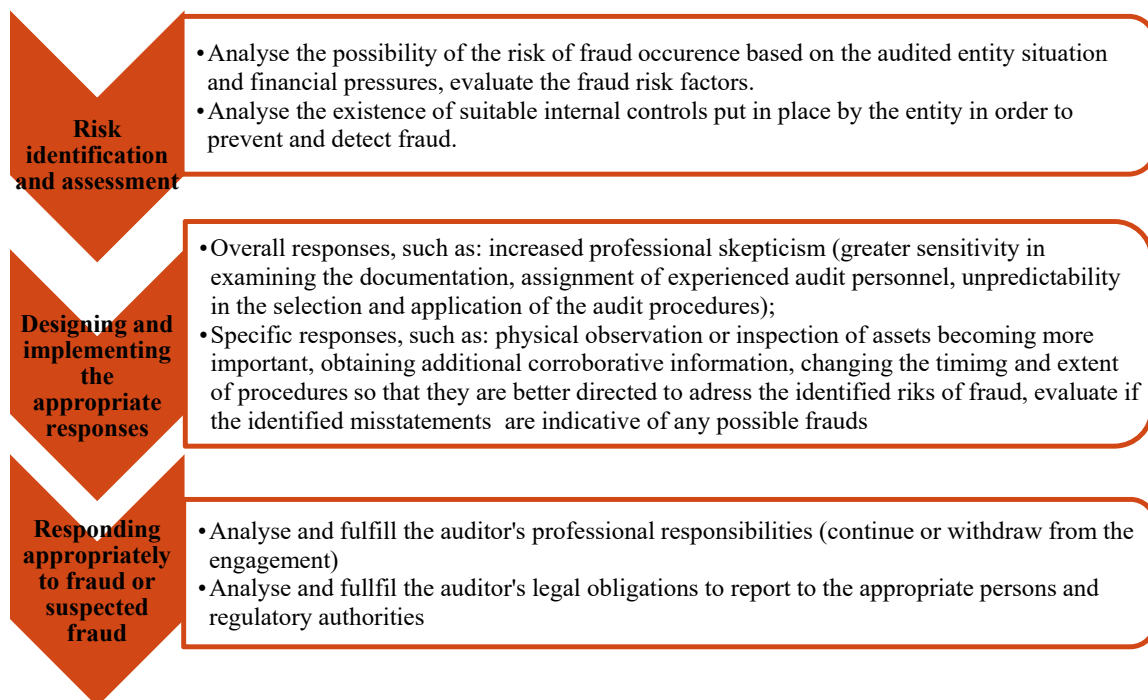 Risk
identification
and assessment
•Analyse the possibility of the risk of fraud occurence based on the audited entity situation
and financial pressures, evaluate the fraud risk factors.
•Analyse the existence of suitable internal controls put in place by the entity in order to
prevent and detect fraud.
Designing and
implementing
the
appropriate
responses
•Overall responses, such as: increased professional skepticism (greater sensitivity in
examining the documentation, assignment of experienced audit personnel, unpredictability
in the selection and application of the audit procedures);
•Specific responses, such as: physical observation or inspection of assets becoming more
important, obtaining additional corroborative information, changing the timimg and extent
of procedures so that they are better directed to adress the identified riks of fraud, evaluate if
the identified misstatements are indicative of any possible frauds
Responding
appropriately
to fraud or
suspected
fraud
•Analyse and fulfill the auditor's professional responsibilities (continue or withdraw from the
engagement)
•Analyse and fullfil the auditor's legal obligations to report to the appropriate persons and
regulatory authorities